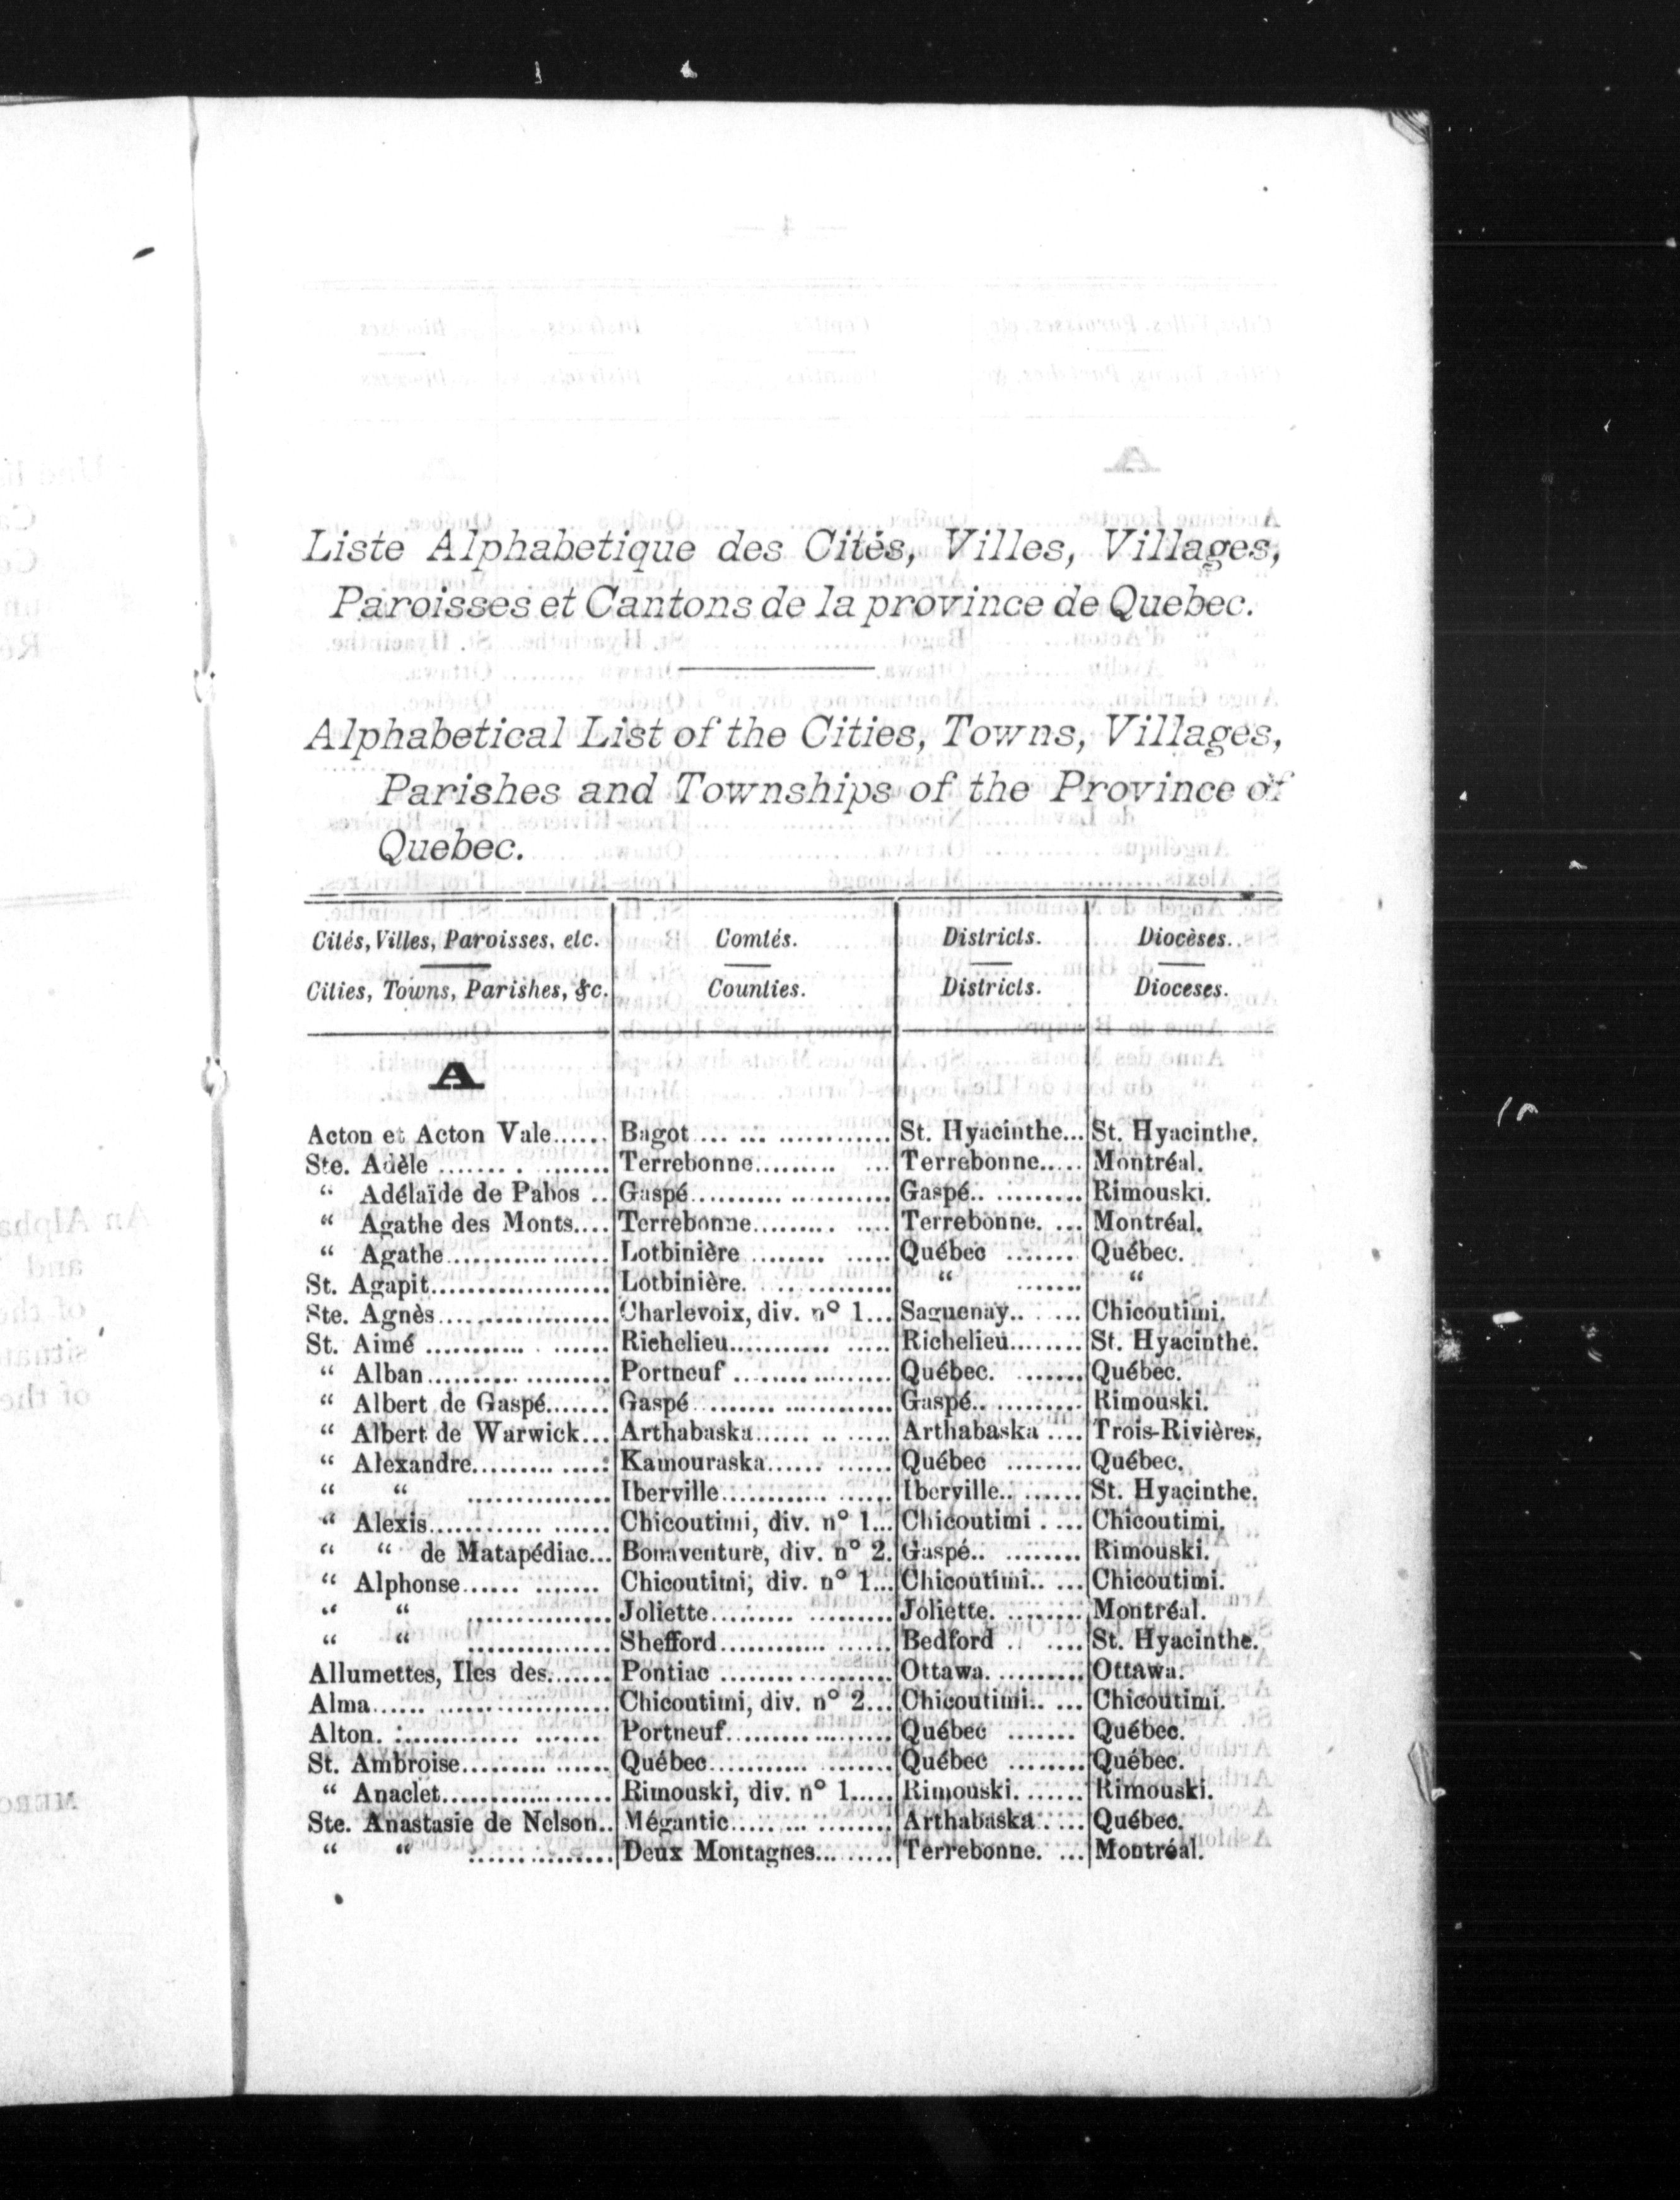 Liste Alphabetique des Cités, Villes, Villages,
Paroisses et Cantons de la province de Quebec.
Alphabetical List of the Cities, Towns, Villages,
Parishes and Townships of the Province of
Quebec.
Cités, Villes, Paroisses, etc. Comtés. Districts. Diocèses.
Cities, Towns, Parishes, &c. Counties. Districts. Dioceses.
A
Acton et Acton Vale...... Bagot.................... St. Hyacinthe... St. Hyacinthe.
Ste. Adèle ............... Terrebonne............ Terrebonne..... Montréal.
“ Adélaïde de Pabos .. Gaspé.................... Gaspé........... Rimouski.
“ Agathe des Monts.... Terrebonne............. Terrebonne. ... Montréal.
“ Agathe.................. Lotbinière .............. Québec ........ Québec.
St. Agapit.................... Lotbinière. ............. “ ....... “
Ste. Agnès................... Charlevoix, div. n° 1... Saguenay....... Chicoutimi.
St. Aimé .................... Richelieu................ Richelieu........ St. Hyacinthe.
“ Alban.................... Portneuf ................. Québec. ....... Québec.
“ Albert de Gaspé....... Gaspé.................... Gaspé........... Rimouski.
“ Albert de Warwick... Arthabaska............. Arthabaska .... Trois-Rivières.
“ Alexandre............... Kamouraska............ Québec ........ Québec.
“ “ ............... Iberville.................. Iberville........ St. Hyacinthe.
“ Alexis................... Chicoutimi, div. n° 1... Chicoutimi .... Chicoutimi.
“ “ de Matapédiac... Bonaventure, div. n° 2. Gaspé........... Rimouski.
“ Alphonse............... Chicoutimi, div. n° 1... Chicoutimi..... Chicoutimi.
“ “ ............... Joliette................... Joliette. ........ Montréal.
“ “ ............... Shefford.................. Bedford ....... St. Hyacinthe.
Allumettes, Iles des....... Pontiac .................. Ottawa. ......... Ottawa.
Alma......................... Chicoutimi, div. n° 2... Chicoutimi..... Chicoutimi.
Alton. ....................... Portneuf.................. Québec ....... Québec.
St. Ambroise............... Québec................... Québec ........ Québec.
“ Anaclet.................. Rimouski, div. n° 1..... Rimouski. ...... Rimouski.
Ste. Anastasie de Nelson.. Mégantic................. Arthabaska .... Québec.
“ “ ............... Deux Montagnes........ Terrebonne. ... Montréal.